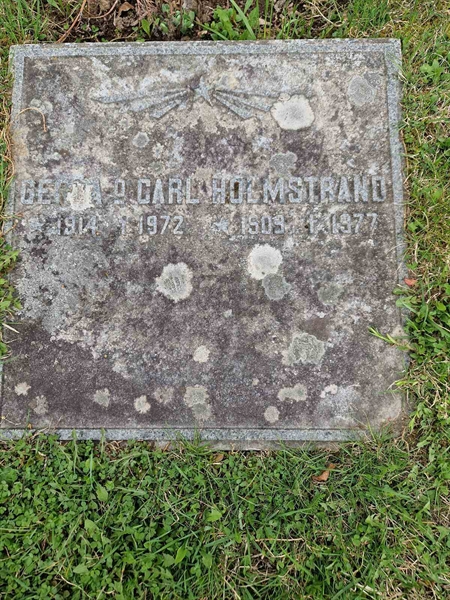 O CARL HOLMSTRAND
* 1914 † 1972 * 1909 † 1977